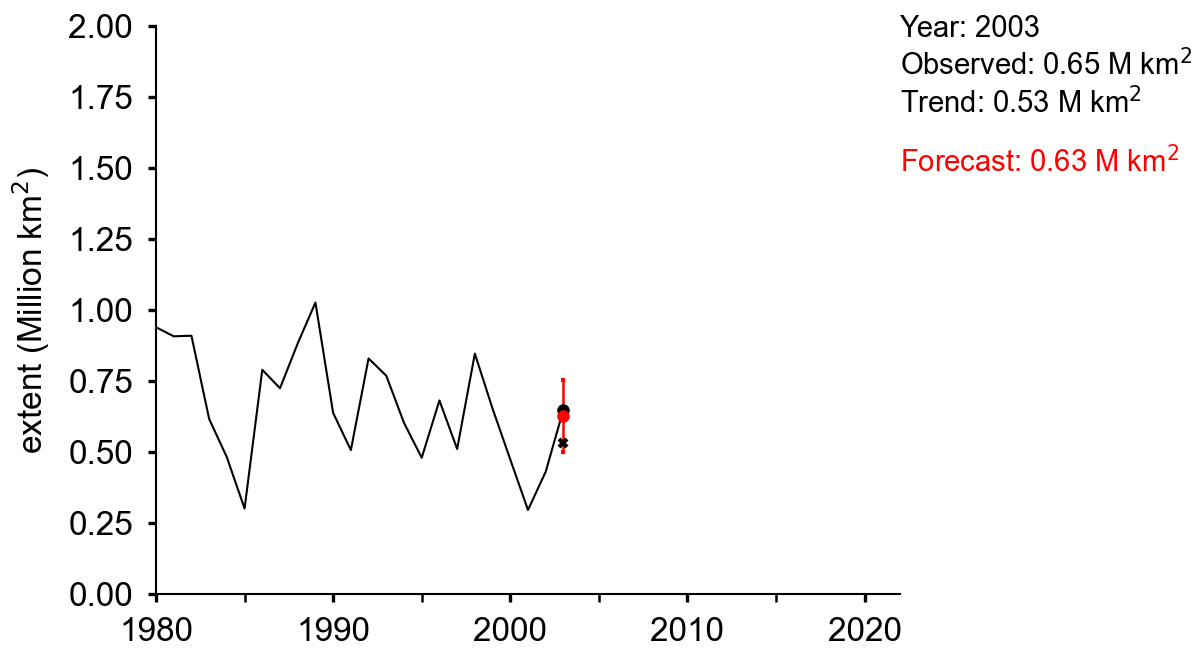 2.00
1.75
1.50
1.25
1.00
0.75
0.50
0.25
0.00
extent (Million km²)
1980 1990 2000 2010 2020
Year: 2003
Observed: 0.65 M km²
Trend: 0.53 M km²
Forecast: 0.63 M km²